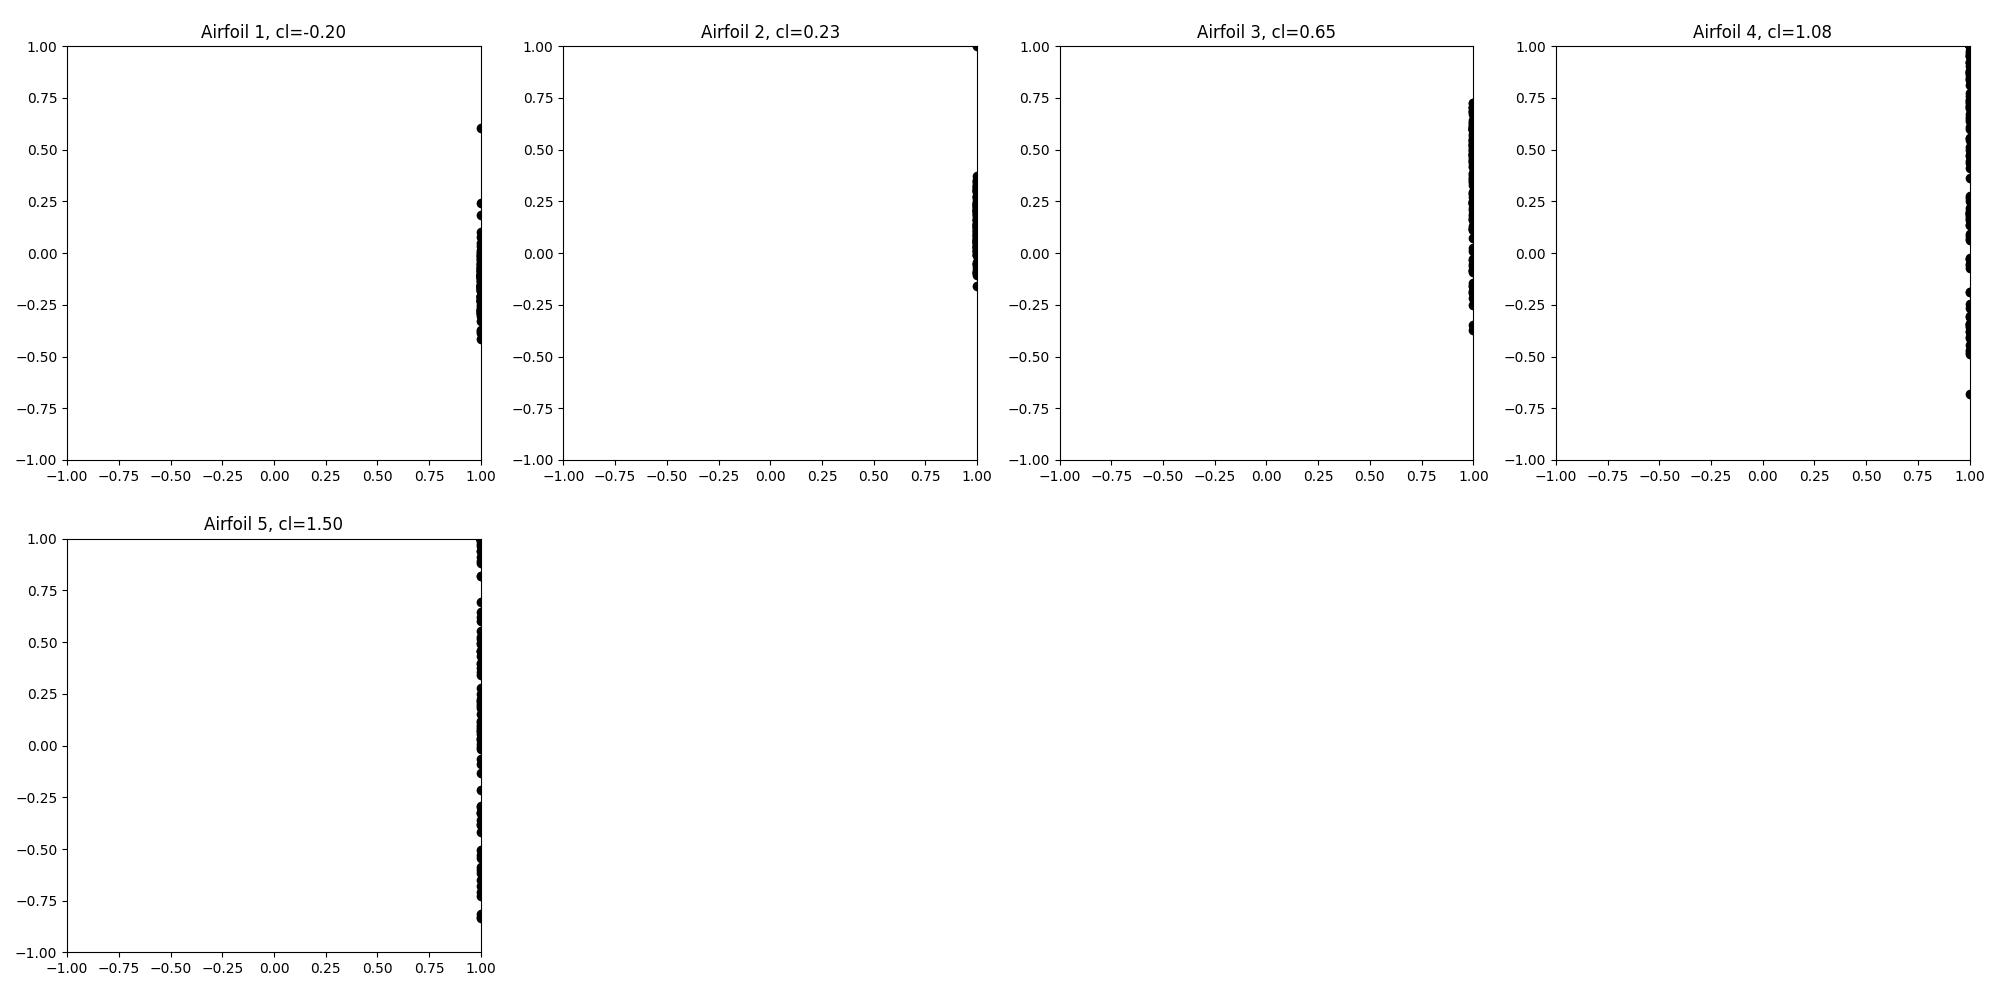 Airfoil 1, cl=-0.20
Airfoil 2, cl=0.23
Airfoil 3, cl=0.65
Airfoil 4, cl=1.08
1.00 1.00 1.00 1.00
0.75 0.75 0.75 0.75
0.50 0.50 0.50 0.50
0.25 0.25 0.25 0.25
0.00 0.00 0.00 0.00
−0.25 −0.25 −0.25 −0.25
−0.50 −0.50 −0.50 −0.50
−0.75 −0.75 −0.75 −0.75
−1.00 −1.00 −1.00 −1.00
−1.00 −0.75 −0.50 −0.25 0.00 0.25 0.50 0.75 1.00
−1.00 −0.75 −0.50 −0.25 0.00 0.25 0.50 0.75 1.00
−1.00 −0.75 −0.50 −0.25 0.00 0.25 0.50 0.75 1.00
−1.00 −0.75 −0.50 −0.25 0.00 0.25 0.50 0.75 1.00
Airfoil 5, cl=1.50
1.00
0.75
0.50
0.25
0.00
−0.25
−0.50
−0.75
−1.00
−1.00 −0.75 −0.50 −0.25 0.00 0.25 0.50 0.75 1.00